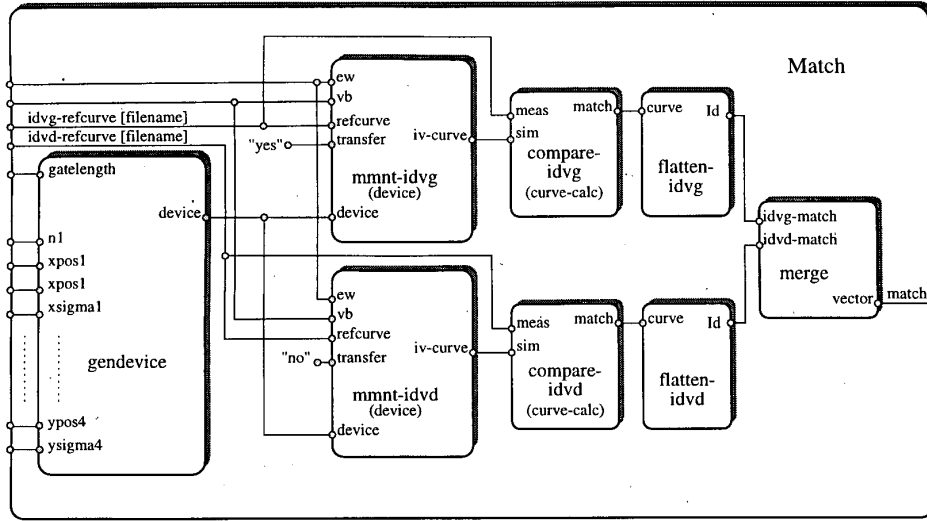 Match
idvg-refcurve [filename]
idvd-refcurve [filename]
gatelength
device
n1
xpos1
xpos1
xsigma1
gendevice
ypos4
ysigma4
ew
vb
refcurve
"yes"
transfer
iv-curve
mmnt-idvg
(device)
device
meas
match
sim
compare-
idvg
(curve-calc)
curve
Id
flatten-
idvg
ew
vb
refcurve
"no"
transfer
iv-curve
mmnt-idvd
(device)
device
meas
match
sim
compare-
idvd
(curve-calc)
curve
Id
flatten-
idvd
idvg-match
idvd-match
merge
vector
match